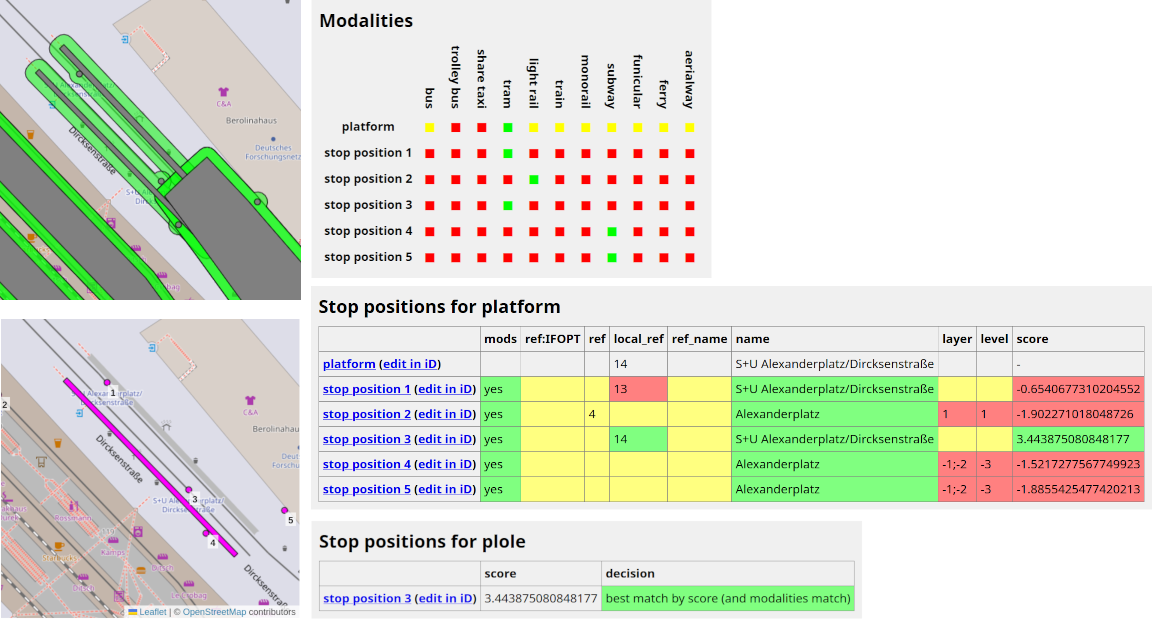 C&A
Berolinahaus
Deutsches
Forschungsnetz
Dircksenstraße
Modalities
bus
trolley bus
share taxi
tram
light rail
train
monorail
subway
funicular
ferry
aerialway
platform
stop position 1
stop position 2
stop position 3
stop position 4
stop position 5
1
2
3
4
5
C&A
Berolinahaus
Dircksenstraße
Rossmann
Kamps
Dircksenstraße
Leaflet | © OpenStreetMap contributors
Stop positions for platform
mods ref:IFOPT ref local_ref ref_name name layer level score
platform (edit in iD) 14 S+U Alexanderplatz/Dircksenstraße -
stop position 1 (edit in iD) yes 13 S+U Alexanderplatz/Dircksenstraße -0.6540677310204552
stop position 2 (edit in iD) yes 4 Alexanderplatz 1 1 -1.902271018048726
stop position 3 (edit in iD) yes 14 S+U Alexanderplatz/Dircksenstraße 3.443875080848177
stop position 4 (edit in iD) yes Alexanderplatz -1;-2 -3 -1.5217277567749923
stop position 5 (edit in iD) yes Alexanderplatz -1;-2 -3 -1.8855425477420213
Stop positions for plole
score decision
stop position 3 (edit in iD) 3.443875080848177 best match by score (and modalities match)